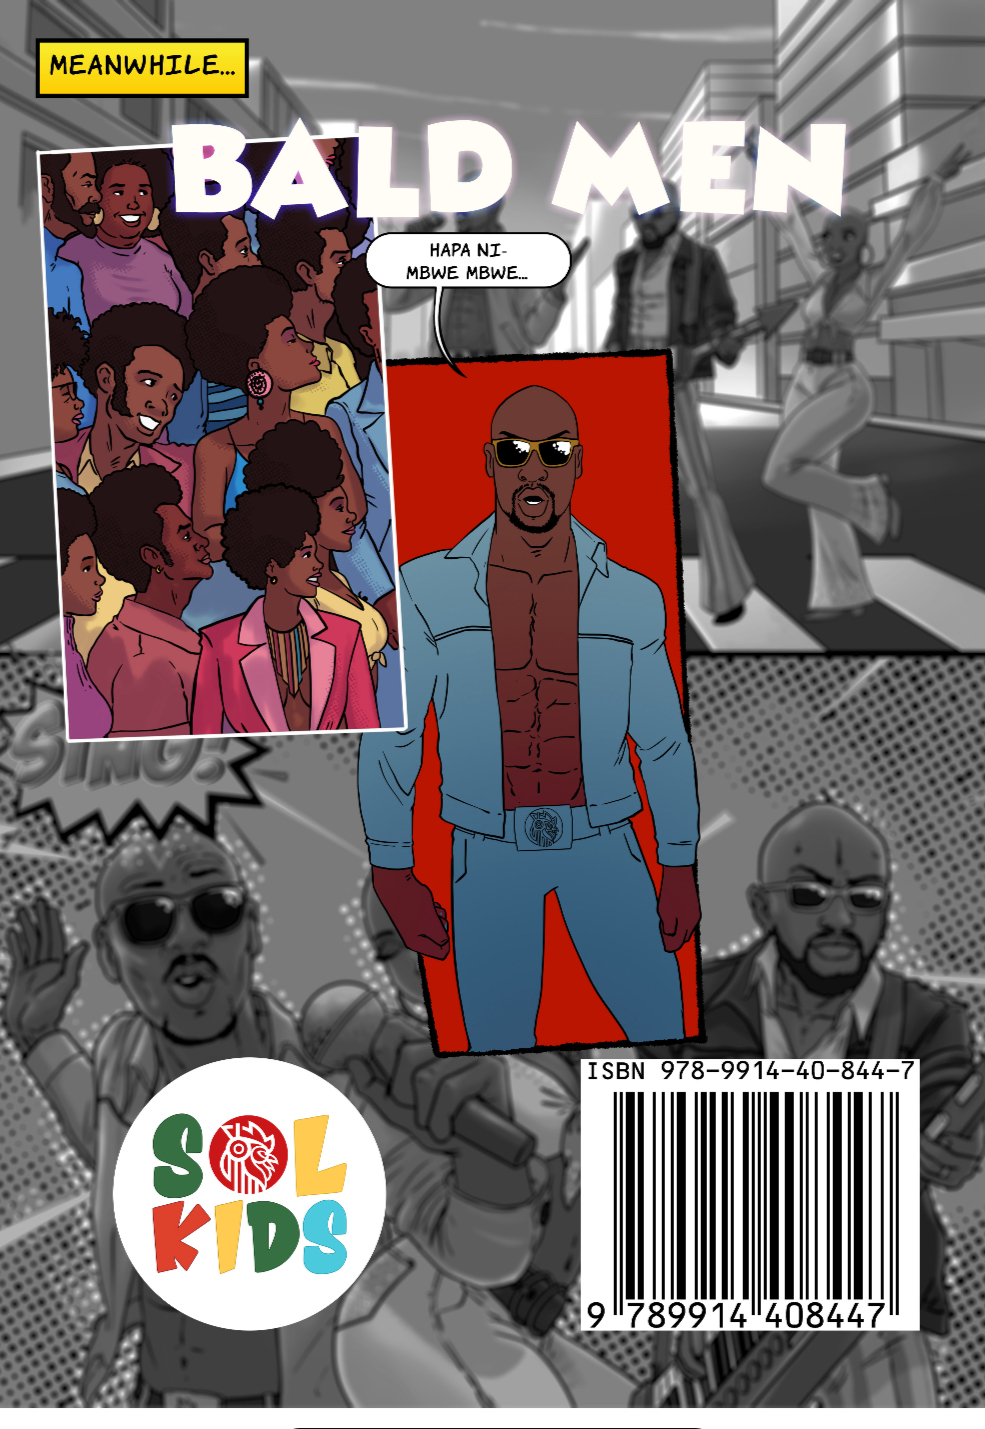 MEANWHILE...
BALD MEN
HAPA NI-
MBWE MBWE...
SING!
SOL
KIDS
ISBN 978-9914-40-844-7
9 789914 408447